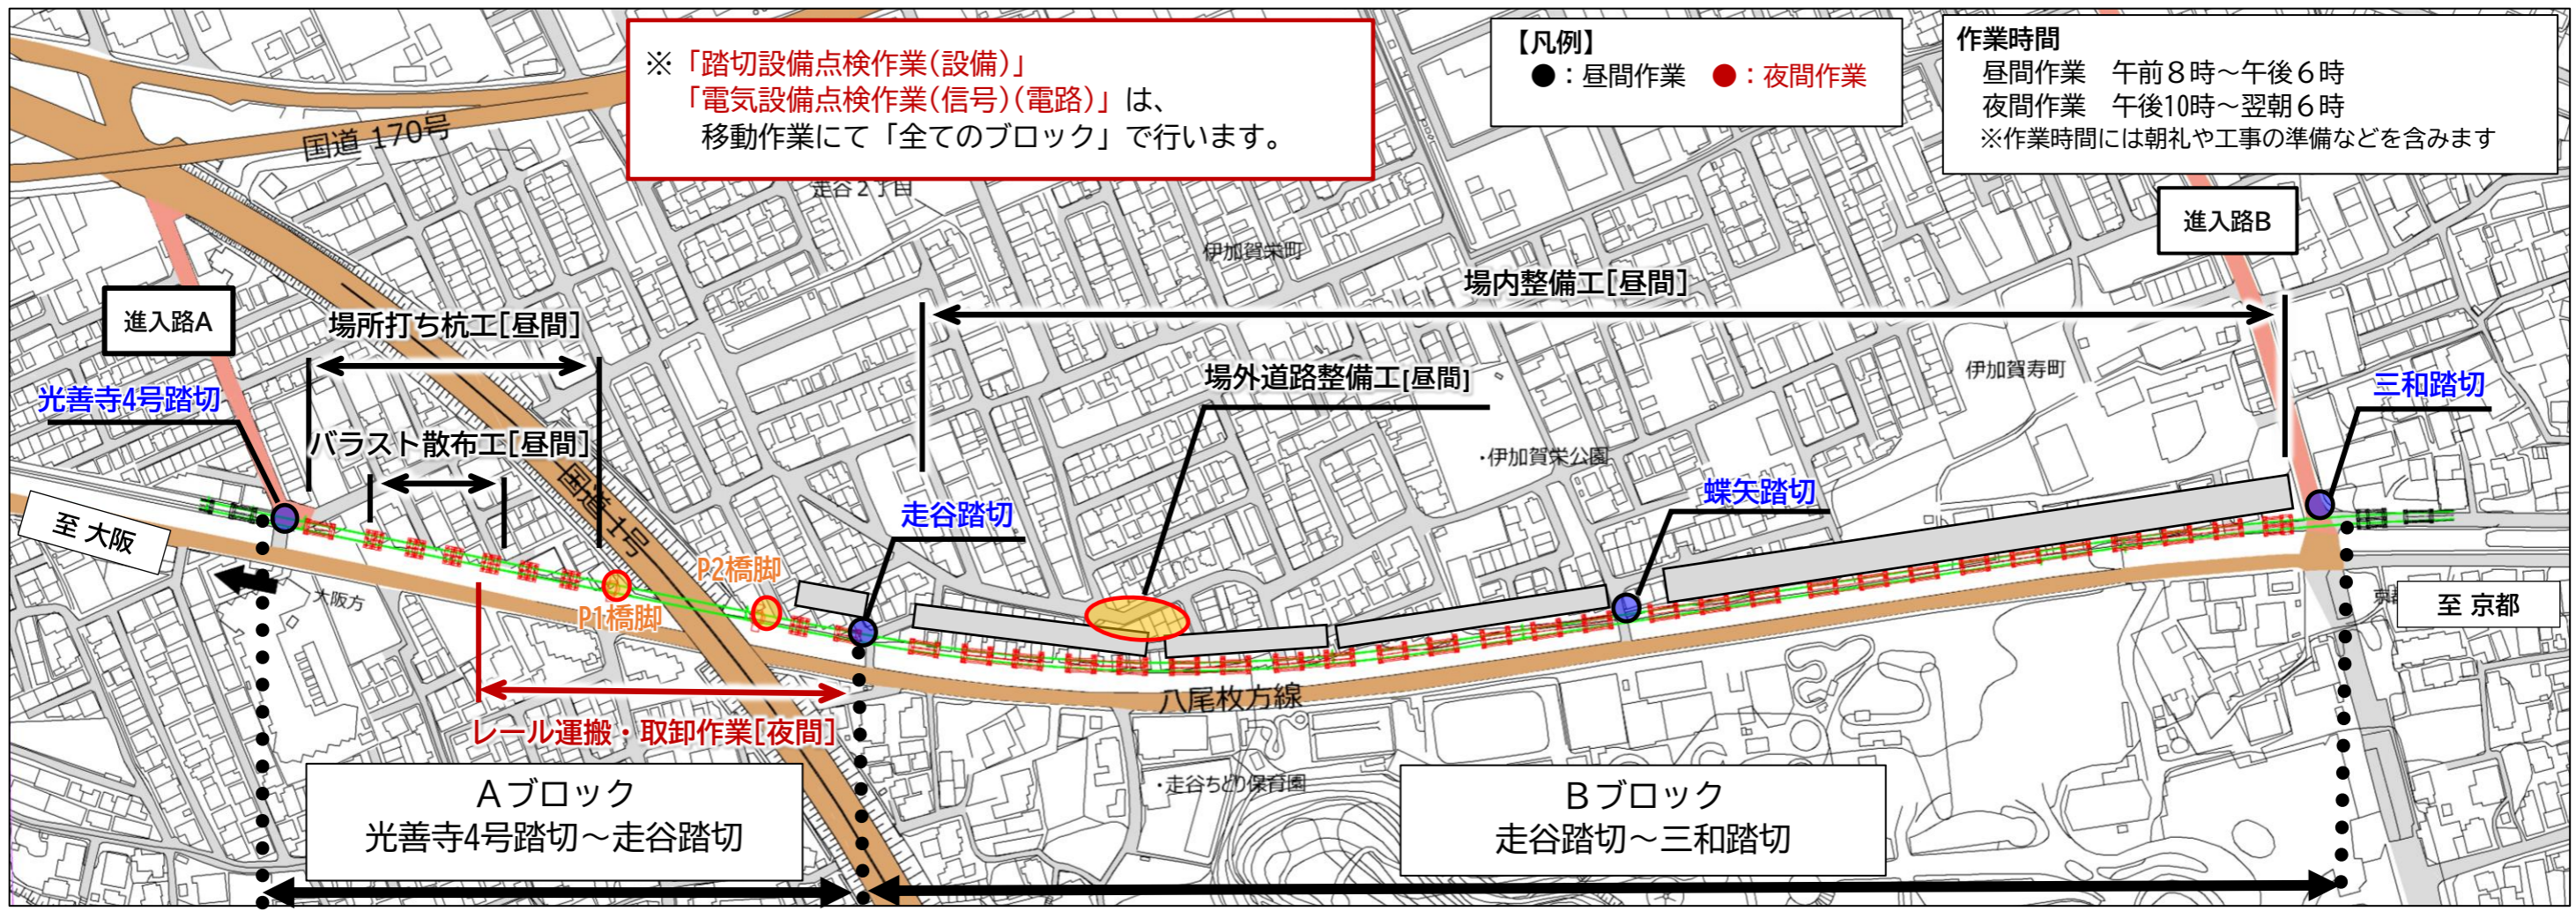 ※「踏切設備点検作業(設備)」
「電気設備点検作業(信号)(電路)」は、
移動作業にて「全てのブロック」で行います。
【凡例】
●：昼間作業　●：夜間作業
作業時間
昼間作業　午前８時～午後６時
夜間作業　午後10時～翌朝６時
※作業時間には朝礼や工事の準備などを含みます
国道 170号
走谷２丁目
伊加賀栄町
進入路B
進入路A
場所打ち杭工[昼間]
場内整備工[昼間]
場外道路整備工[昼間]
伊加賀寿町
三和踏切
光善寺4号踏切
バラスト散布工[昼間]
・伊加賀栄公園
国道 1号
走谷踏切
蝶矢踏切
至 大阪
大阪方
P1橋脚
P2橋脚
至 京都
八尾枚方線
レール運搬・取卸作業[夜間]
・走谷ちどり保育園
Ａブロック
光善寺4号踏切～走谷踏切
Ｂブロック
走谷踏切～三和踏切